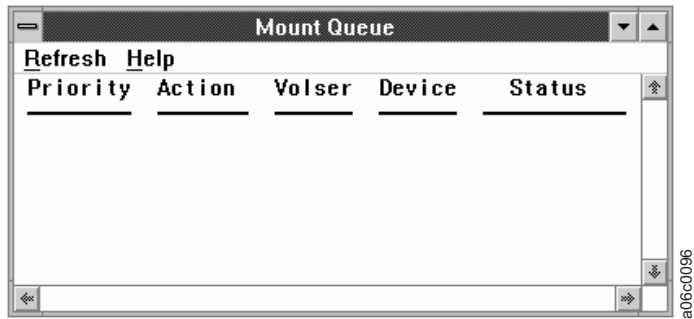 Mount Queue
Refresh Help
Priority Action Volser Device Status
a06c0096